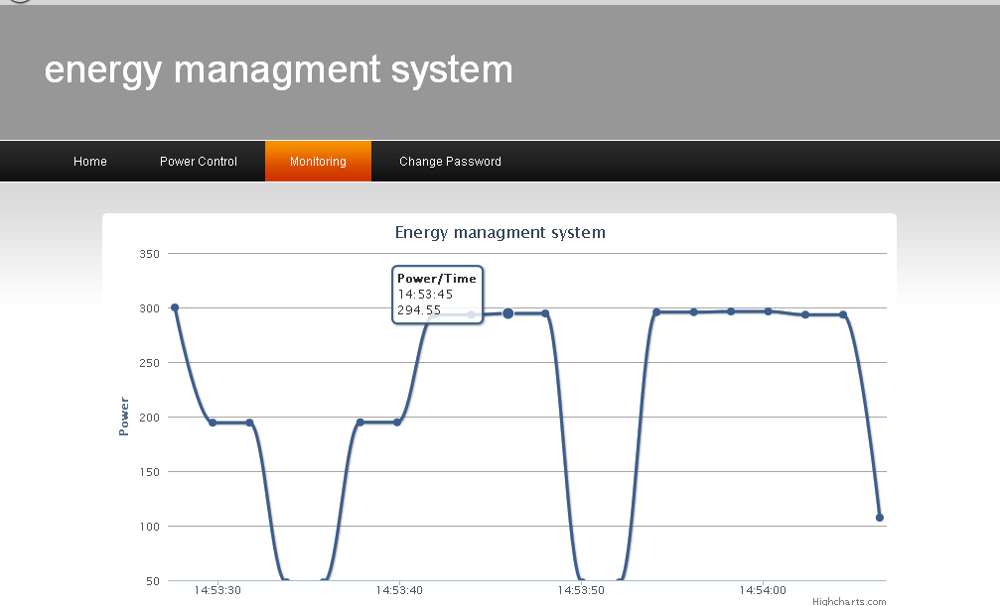 energy managment system
Home Power Control Monitoring Change Password
Energy managment system
350
Power/Time
14:53:45
294.55
300
250
200
Power
150
100
50
14:53:30 14:53:40 14:53:50 14:54:00
Highcharts.com